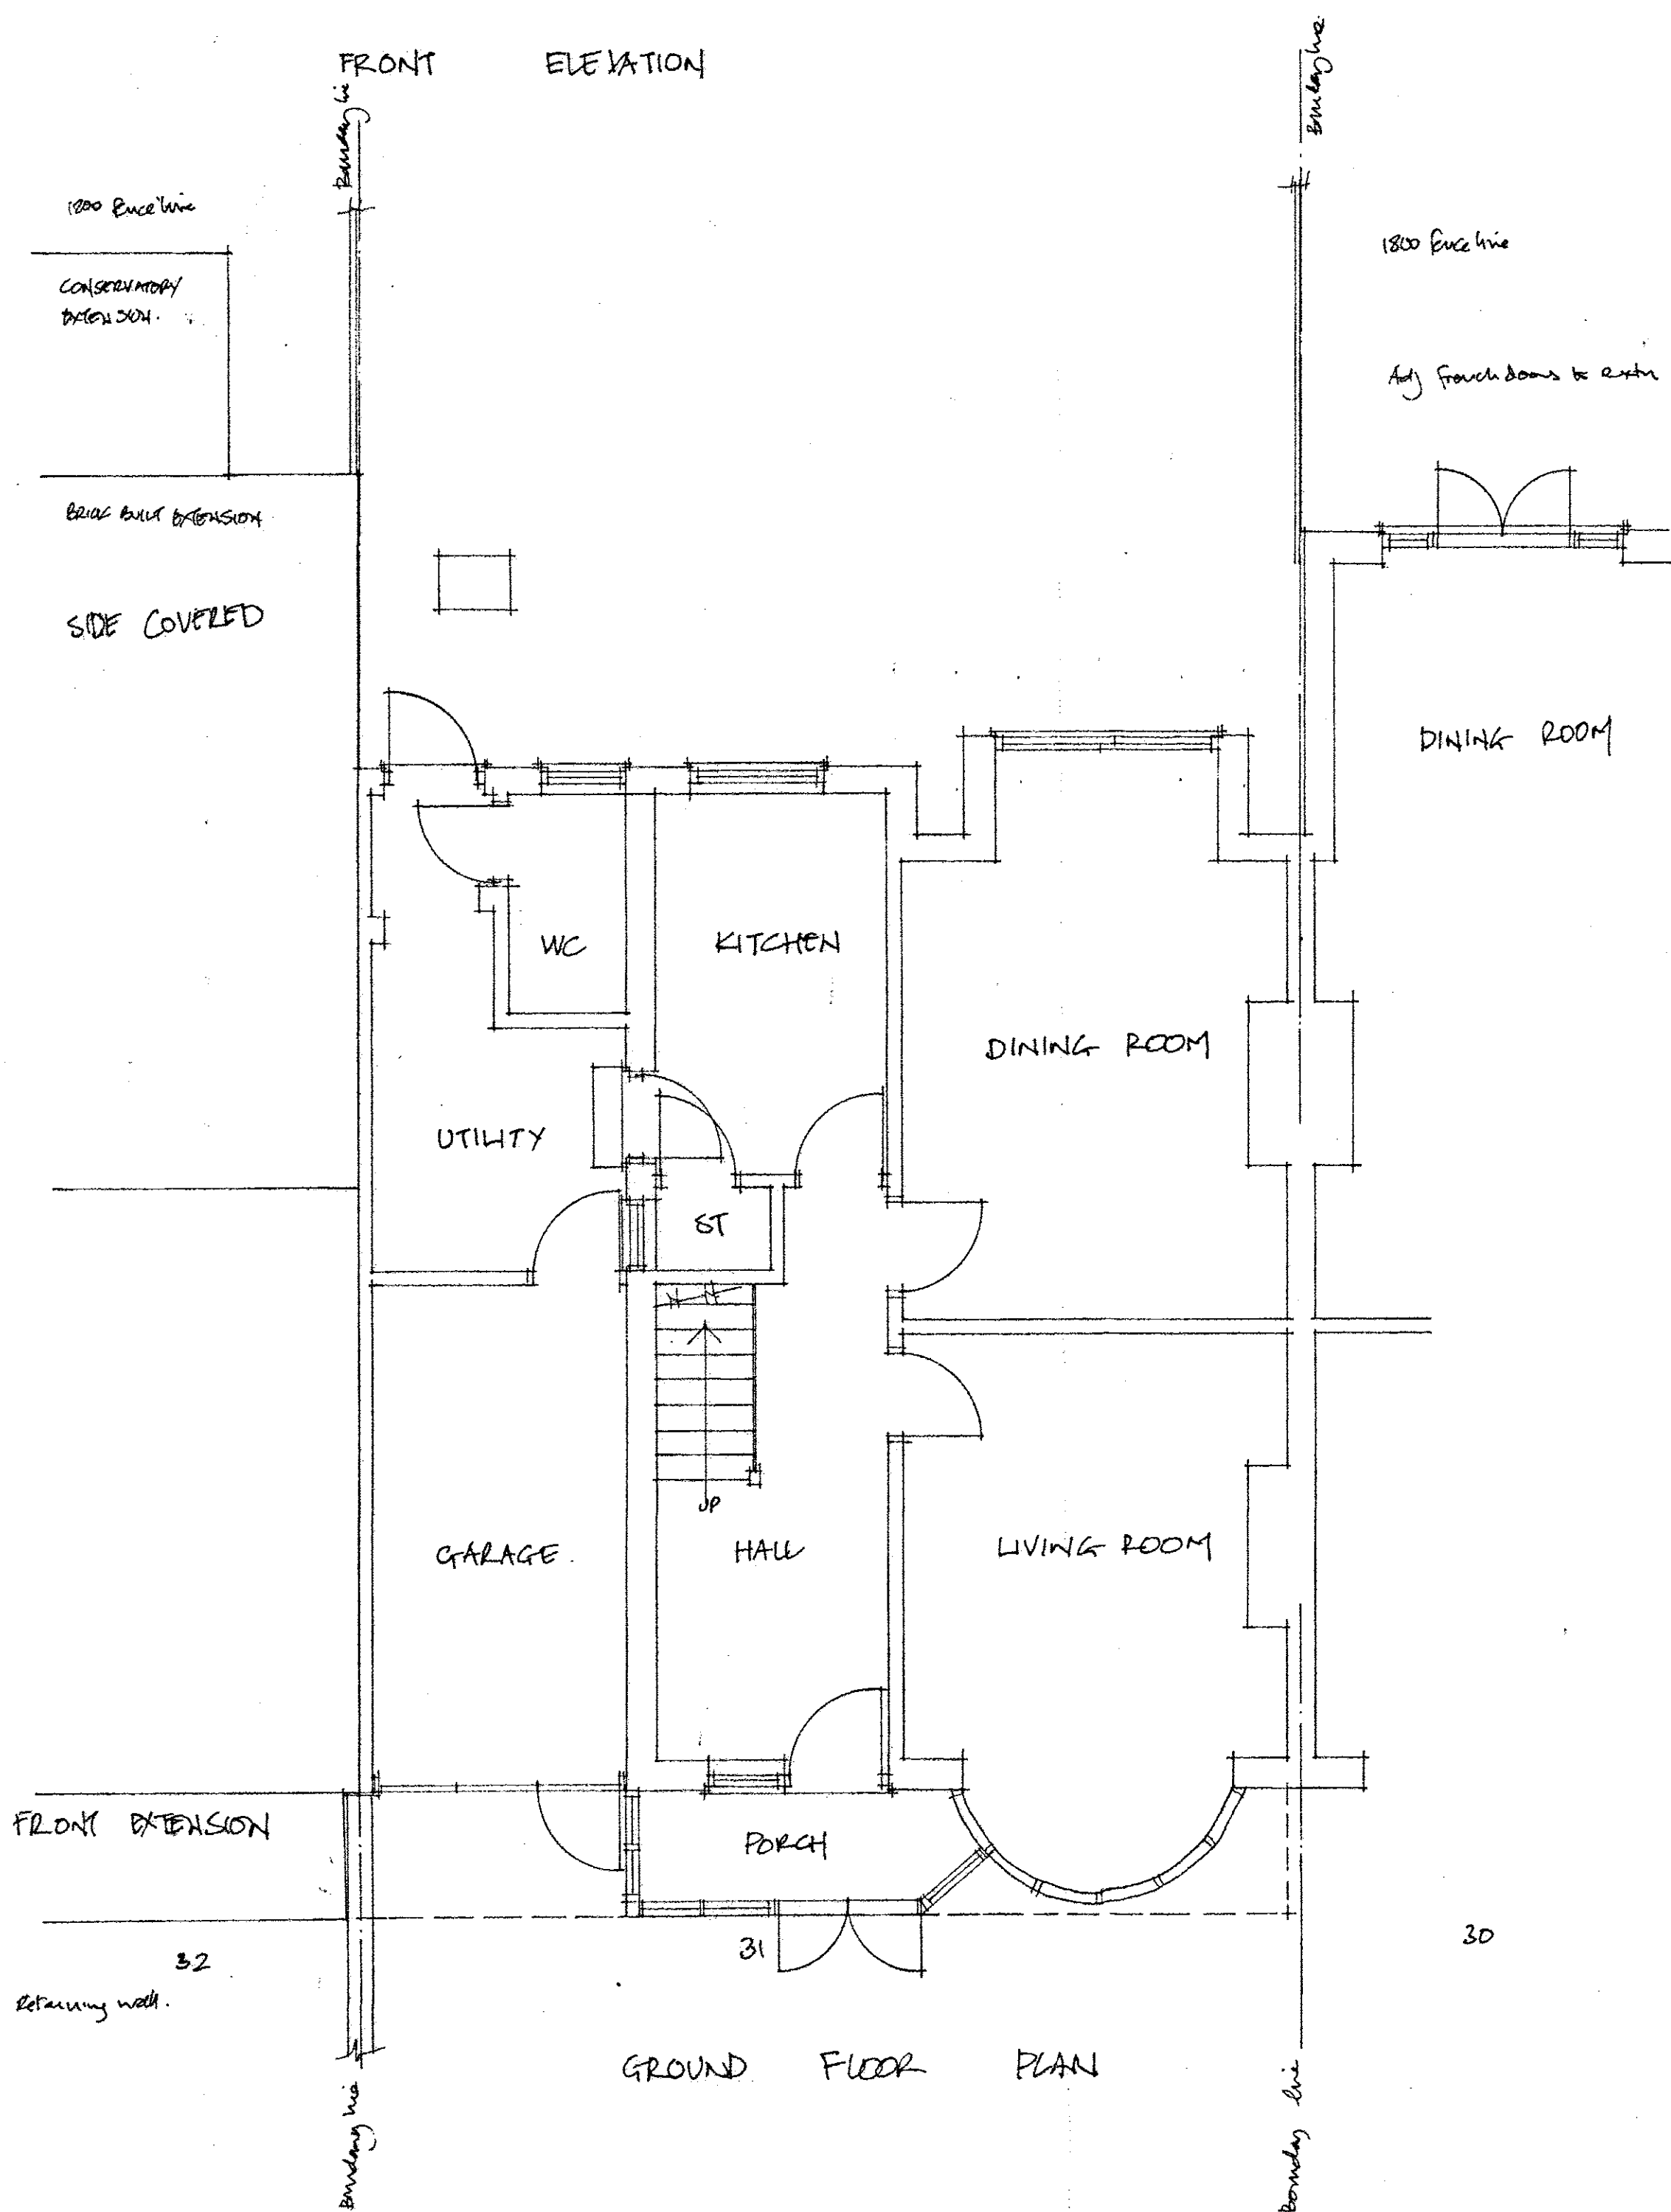 FRONT ELEVATION
Boundary line
Boundary line
1200 fence line
1800 fence line
CONSERVATORY
EXTENSION.
Adj french doors to extn
BRICK BUILT EXTENSION
SIDE COVERED
DINING ROOM
WC
KITCHEN
DINING ROOM
UTILITY
ST
UP
GARAGE.
HALL
LIVING ROOM
FRONT EXTENSION
PORCH
32
31
30
Retaining wall.
GROUND FLOOR PLAN
Boundary line
Boundary line